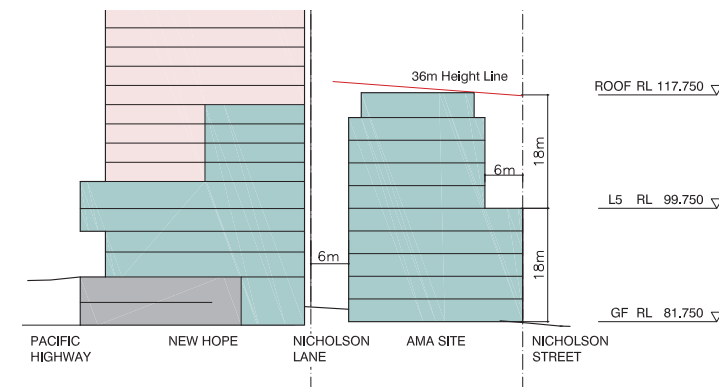 36m Height Line
ROOF RL 117.750
18m
6m
L5 RL 99.750
6m
18m
GF RL 81.750
PACIFIC
HIGHWAY
NEW HOPE
NICHOLSON
LANE
AMA SITE
NICHOLSON
STREET